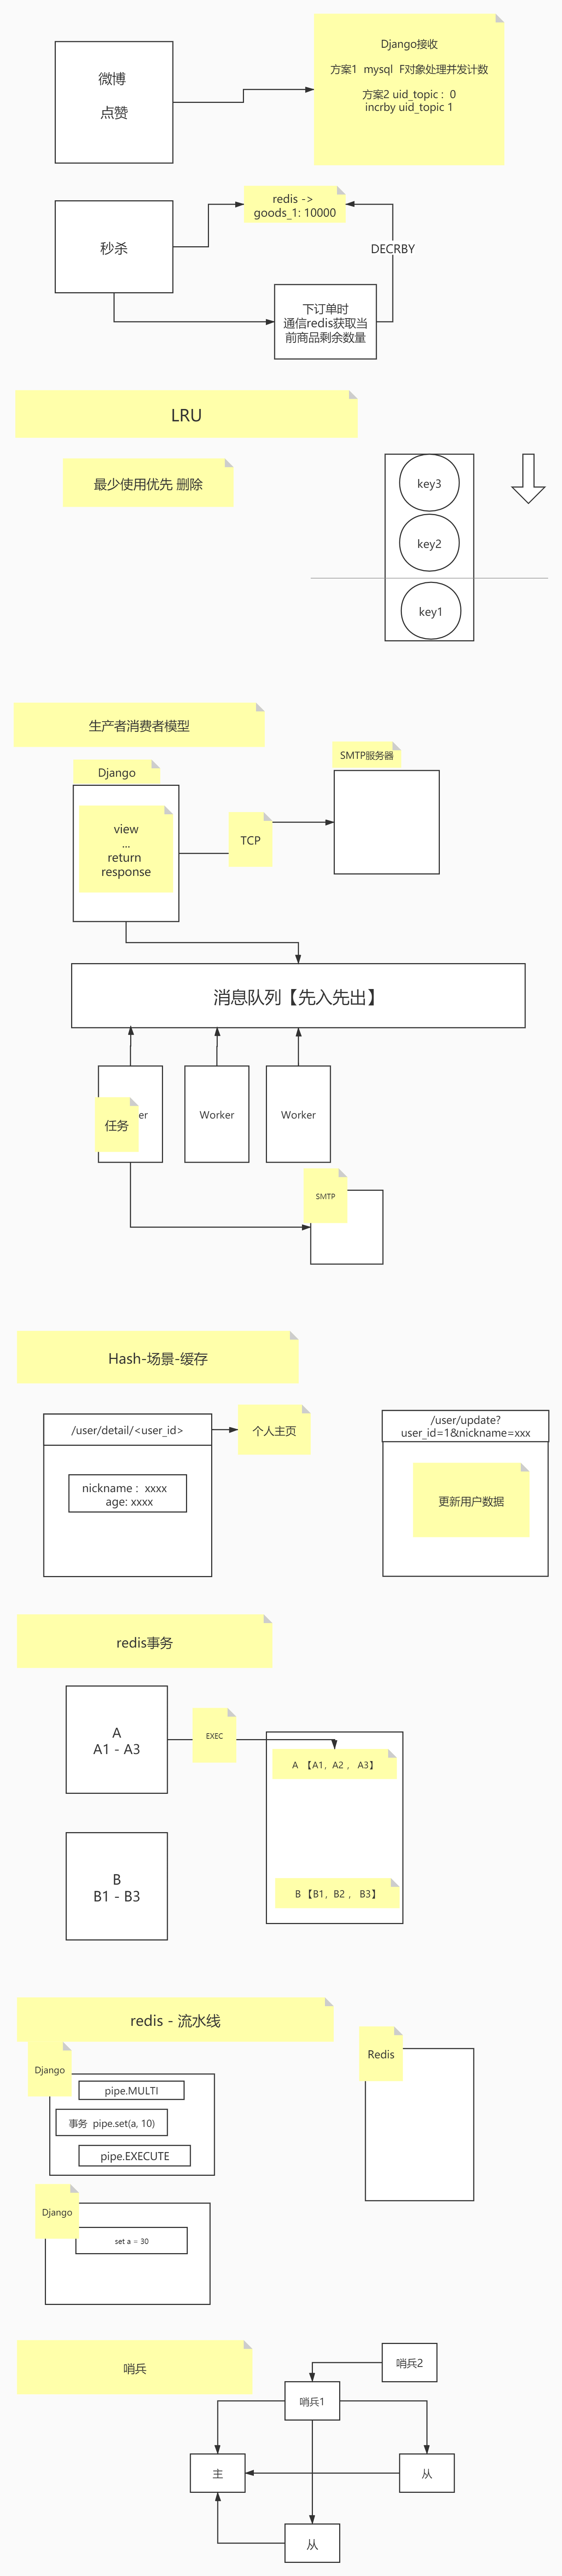 微博
点赞
Django接收
方案1 mysql F对象处理并发计数
方案2 uid_topic： 0
incrby uid_topic 1
秒杀
redis ->
goods_1: 10000
DECRBY
下订单时
通信redis获取当
前商品剩余数量
LRU
最少使用优先 删除
key3
key2
key1
生产者消费者模型
SMTP服务器
Django
view
...
return
response
TCP
消息队列【先入先出】
任务
er
Worker
Worker
SMTP
Hash-场景-缓存
/user/detail/<user_id>
个人主页
nickname： xxxx
age: xxxx
/user/update?
user_id=1&nickname=xxx
更新用户数据
redis事务
A
A1 - A3
EXEC
A 【A1，A2 ， A3】
B
B1 - B3
B 【B1，B2 ， B3】
redis - 流水线
Django
pipe.MULTI
事务 pipe.set(a, 10)
pipe.EXECUTE
Redis
Django
set a = 30
哨兵
哨兵2
哨兵1
主
从
从